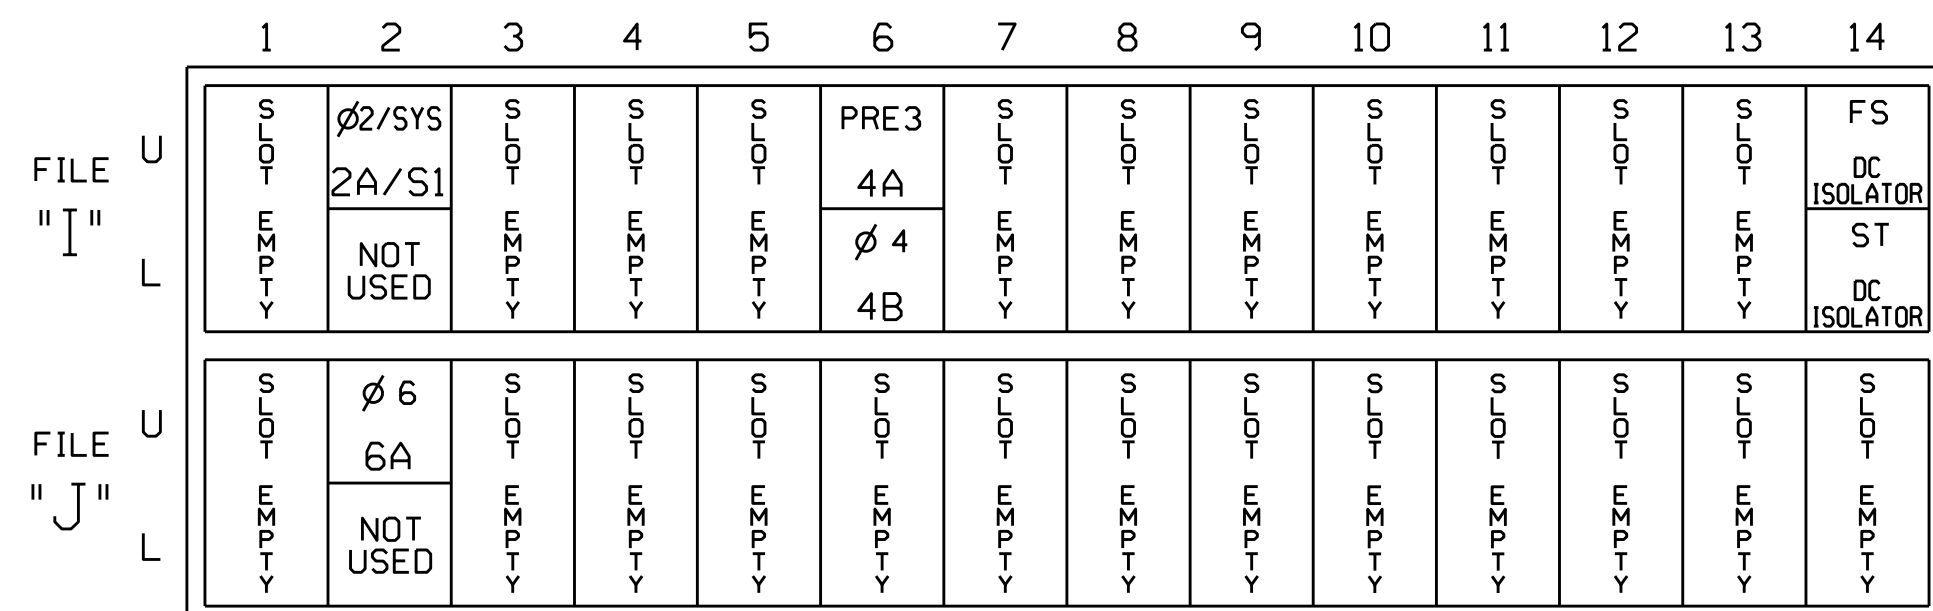 1 2 3 4 5 6 7 8 9 10 11 12 13 14
FILE "I"
U
L
SLOT EMPTY
Ø2/SYS
2A/S1
NOT
USED
SLOT EMPTY
SLOT EMPTY
SLOT EMPTY
PRE3
4A
Ø 4
4B
SLOT EMPTY
SLOT EMPTY
SLOT EMPTY
SLOT EMPTY
SLOT EMPTY
SLOT EMPTY
SLOT EMPTY
FS
DC
ISOLATOR
ST
DC
ISOLATOR
FILE "J"
U
L
SLOT EMPTY
Ø 6
6A
NOT
USED
SLOT EMPTY
SLOT EMPTY
SLOT EMPTY
SLOT EMPTY
SLOT EMPTY
SLOT EMPTY
SLOT EMPTY
SLOT EMPTY
SLOT EMPTY
SLOT EMPTY
SLOT EMPTY
SLOT EMPTY